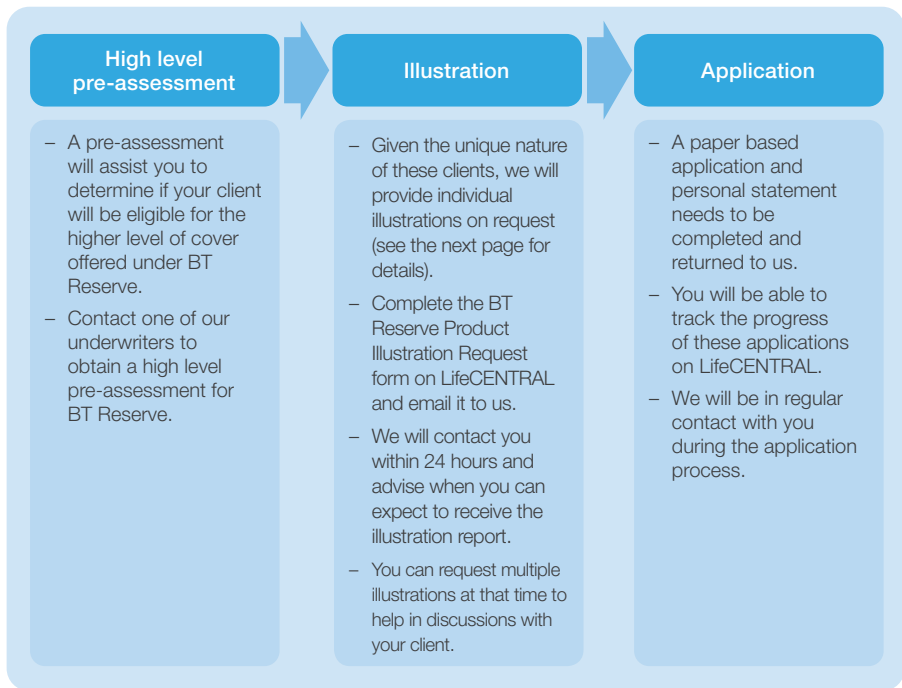 High level
pre-assessment
– A pre-assessment
will assist you to
determine if your client
will be eligible for the
higher level of cover
offered under BT
Reserve.
– Contact one of our
underwriters to
obtain a high level
pre-assessment for
BT Reserve.
Illustration
– Given the unique nature
of these clients, we will
provide individual
illustrations on request
(see the next page for
details).
– Complete the BT
Reserve Product
Illustration Request
form on LifeCENTRAL
and email it to us.
– We will contact you
within 24 hours and
advise when you can
expect to receive the
illustration report.
– You can request multiple
illustrations at that time to
help in discussions with
your client.
Application
– A paper based
application and
personal statement
needs to be
completed and
returned to us.
– You will be able to
track the progress
of these applications
on LifeCENTRAL.
– We will be in regular
contact with you
during the application
process.